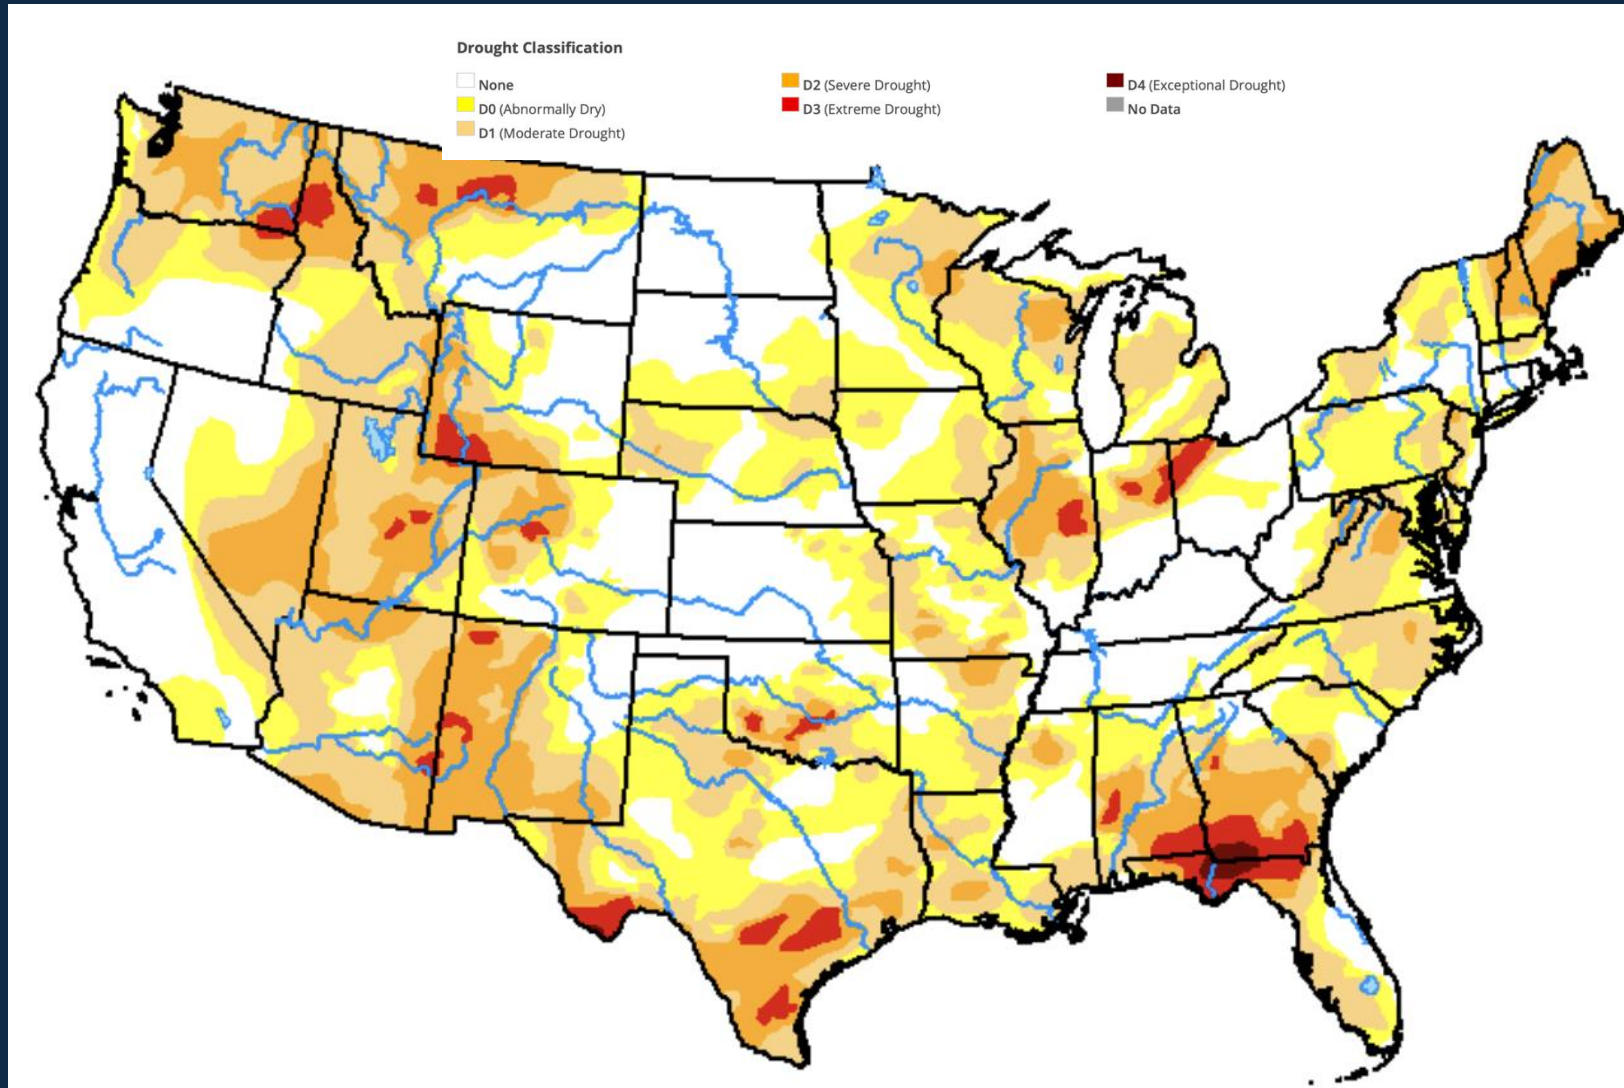 Drought Classification
None
D0 (Abnormally Dry)
D1 (Moderate Drought)
D2 (Severe Drought)
D3 (Extreme Drought)
D4 (Exceptional Drought)
No Data